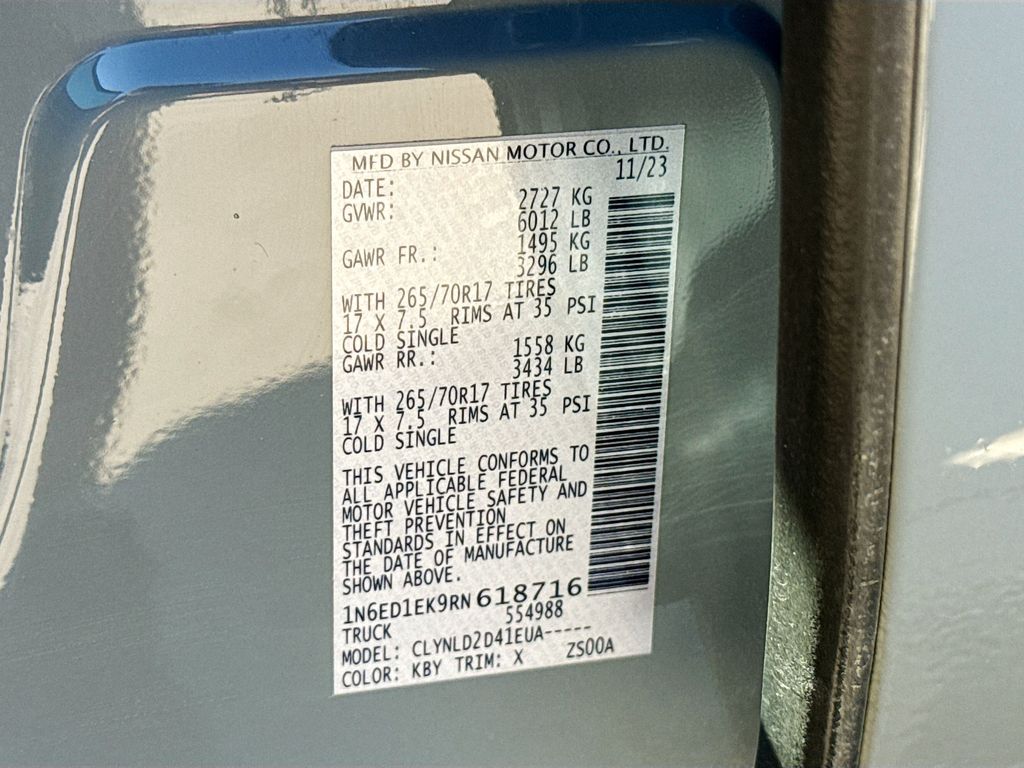 MFD BY NISSAN MOTOR CO., LTD.
DATE: 11/23
GVWR: 2727 KG
6012 LB
GAWR FR.: 1495 KG
3296 LB
WITH 265/70R17 TIRES
17 X 7.5 RIMS AT 35 PSI
COLD SINGLE
GAWR RR.: 1558 KG
3434 LB
WITH 265/70R17 TIRES
17 X 7.5 RIMS AT 35 PSI
COLD SINGLE
THIS VEHICLE CONFORMS TO
ALL APPLICABLE FEDERAL
MOTOR VEHICLE SAFETY AND
THEFT PREVENTION
STANDARDS IN EFFECT ON
THE DATE OF MANUFACTURE
SHOWN ABOVE.
1N6ED1EK9RN618716
TRUCK 554988
MODEL: CLYNLD2D41EUA-----
COLOR: KBY TRIM: X ZS00A